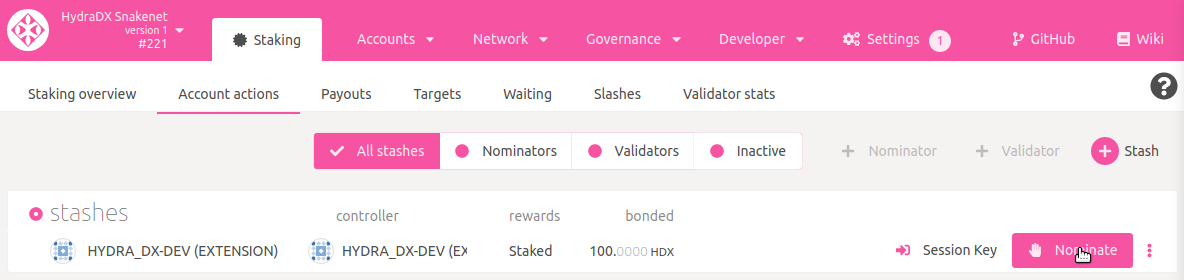 HydraDX Snakenet
version 1
#221
Staking
Accounts
Network
Governance
Developer
Settings
1
GitHub
Wiki
Staking overview
Account actions
Payouts
Targets
Waiting
Slashes
Validator stats
?
All stashes
Nominators
Validators
Inactive
Nominator
Validator
Stash
stashes
controller
rewards
bonded
HYDRA_DX-DEV (EXTENSION)
HYDRA_DX-DEV (EX
Staked
100.0000 HDX
Session Key
Nominate